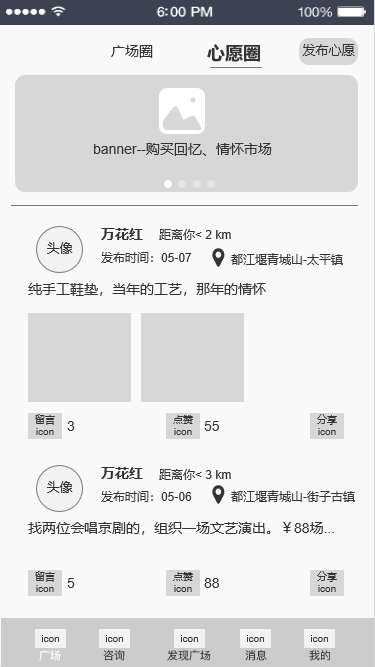 6:00 PM 100%
广场圈 心愿圈 发布心愿
banner--购买回忆、情怀市场
头像 万花红 距离你< 2 km
发布时间：05-07 都江堰青城山-太平镇
纯手工鞋垫，当年的工艺，那年的情怀
留言 icon 3 点赞 icon 55 分享 icon
头像 万花红 距离你< 3 km
发布时间：05-06 都江堰青城山-街子古镇
找两位会唱京剧的，组织一场文艺演出。￥88场...
留言 icon 5 点赞 icon 88 分享 icon
icon icon icon icon icon
广场 咨询 发现广场 消息 我的